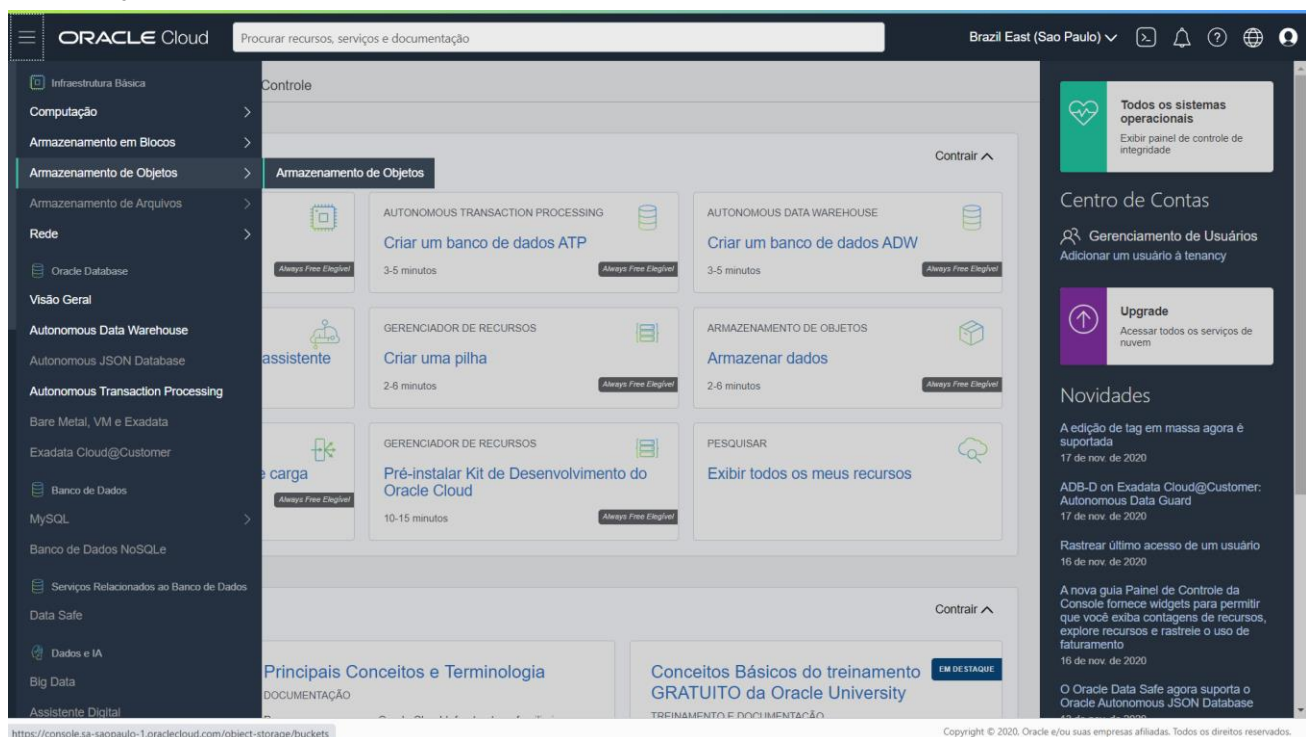 ORACLE Cloud
Procurar recursos, serviços e documentação
Brazil East (Sao Paulo)
Infraestrutura Básica
Computação
Armazenamento em Blocos
Armazenamento de Objetos
Armazenamento de Objetos
Armazenamento de Arquivos
Rede
Oracle Database
Visão Geral
Autonomous Data Warehouse
Autonomous JSON Database
Autonomous Transaction Processing
Bare Metal, VM e Exadata
Exadata Cloud@Customer
Banco de Dados
MySQL
Banco de Dados NoSQLe
Serviços Relacionados ao Banco de Dados
Data Safe
Dados e IA
Big Data
Assistente Digital
Controle
Contrair
Always Free Elegível
AUTONOMOUS TRANSACTION PROCESSING
Criar um banco de dados ATP
3-5 minutos
Always Free Elegível
AUTONOMOUS DATA WAREHOUSE
Criar um banco de dados ADW
3-5 minutos
Always Free Elegível
assistente
GERENCIADOR DE RECURSOS
Criar uma pilha
2-6 minutos
Always Free Elegível
ARMAZENAMENTO DE OBJETOS
Armazenar dados
2-6 minutos
Always Free Elegível
e carga
Always Free Elegível
GERENCIADOR DE RECURSOS
Pré-instalar Kit de Desenvolvimento do
Oracle Cloud
10-15 minutos
Always Free Elegível
PESQUISAR
Exibir todos os meus recursos
Contrair
Principais Conceitos e Terminologia
DOCUMENTAÇÃO
Conceitos Básicos do treinamento
GRATUITO da Oracle University
EM DESTAQUE
TREINAMENTO E DOCUMENTAÇÃO
Todos os sistemas
operacionais
Exibir painel de controle de
integridade
Centro de Contas
Gerenciamento de Usuários
Adicionar um usuário à tenancy
Upgrade
Acessar todos os serviços de
nuvem
Novidades
A edição de tag em massa agora é
suportada
17 de nov. de 2020
ADB-D on Exadata Cloud@Customer:
Autonomous Data Guard
17 de nov. de 2020
Rastrear último acesso de um usuário
16 de nov. de 2020
A nova guia Painel de Controle da
Console fornece widgets para permitir
que você exiba contagens de recursos,
explore recursos e rastreie o uso de
faturamento
16 de nov. de 2020
O Oracle Data Safe agora suporta o
Oracle Autonomous JSON Database
https://console.sa-saopaulo-1.oraclecloud.com/object-storage/buckets
Copyright © 2020, Oracle e/ou suas empresas afiliadas. Todos os direitos reservados.